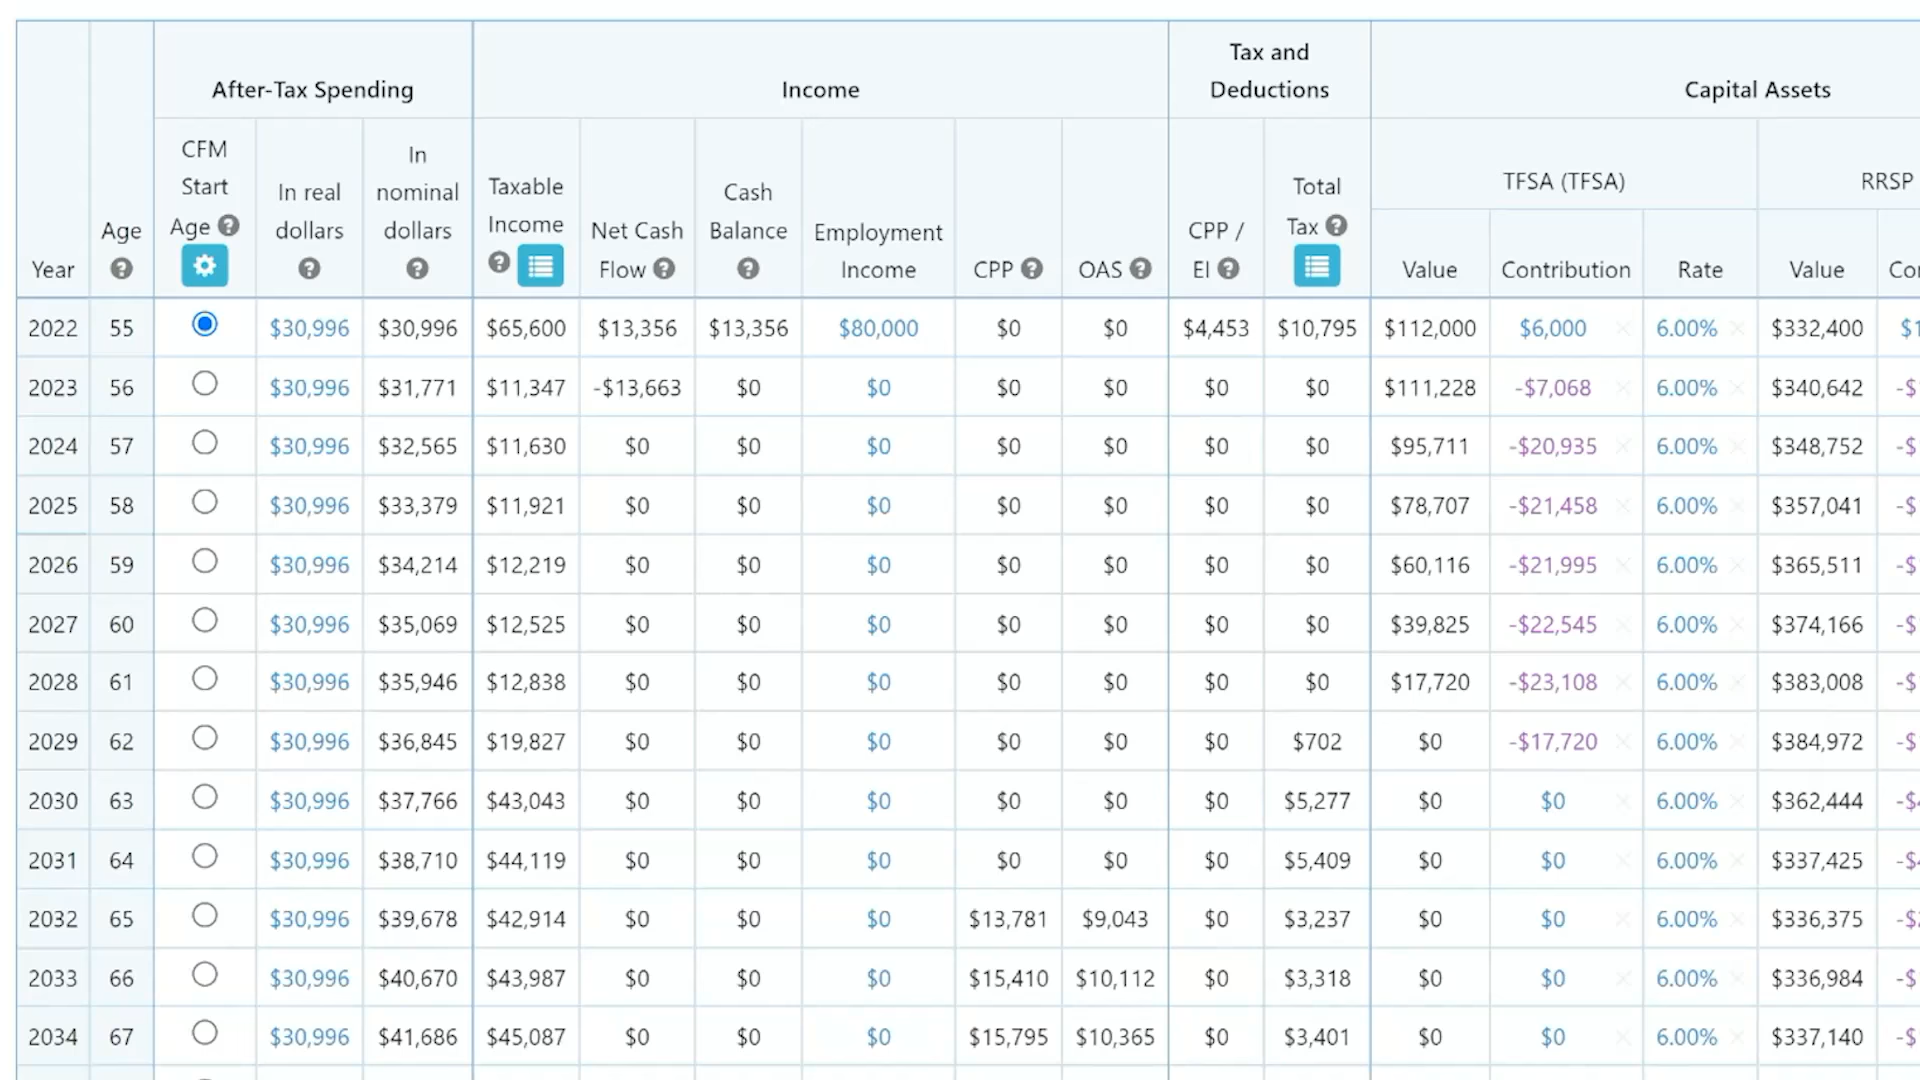 After-Tax Spending Income Tax and Deductions Capital Assets
TFSA (TFSA) RRSP
Year Age CFM Start Age In real dollars In nominal dollars Taxable Income Net Cash Flow Cash Balance Employment Income CPP OAS CPP / EI Total Tax Value Contribution Rate Value
2022 55 $30,996 $30,996 $65,600 $13,356 $13,356 $80,000 $0 $0 $4,453 $10,795 $112,000 $6,000 6.00% $332,400
2023 56 $30,996 $31,771 $11,347 -$13,663 $0 $0 $0 $0 $0 $0 $111,228 -$7,068 6.00% $340,642
2024 57 $30,996 $32,565 $11,630 $0 $0 $0 $0 $0 $0 $0 $95,711 -$20,935 6.00% $348,752
2025 58 $30,996 $33,379 $11,921 $0 $0 $0 $0 $0 $0 $0 $78,707 -$21,458 6.00% $357,041
2026 59 $30,996 $34,214 $12,219 $0 $0 $0 $0 $0 $0 $0 $60,116 -$21,995 6.00% $365,511
2027 60 $30,996 $35,069 $12,525 $0 $0 $0 $0 $0 $0 $0 $39,825 -$22,545 6.00% $374,166
2028 61 $30,996 $35,946 $12,838 $0 $0 $0 $0 $0 $0 $0 $17,720 -$23,108 6.00% $383,008
2029 62 $30,996 $36,845 $19,827 $0 $0 $0 $0 $0 $0 $702 $0 -$17,720 6.00% $384,972
2030 63 $30,996 $37,766 $43,043 $0 $0 $0 $0 $0 $0 $5,277 $0 $0 6.00% $362,444
2031 64 $30,996 $38,710 $44,119 $0 $0 $0 $0 $0 $0 $5,409 $0 $0 6.00% $337,425
2032 65 $30,996 $39,678 $42,914 $0 $0 $0 $13,781 $9,043 $0 $3,237 $0 $0 6.00% $336,375
2033 66 $30,996 $40,670 $43,987 $0 $0 $0 $15,410 $10,112 $0 $3,318 $0 $0 6.00% $336,984
2034 67 $30,996 $41,686 $45,087 $0 $0 $0 $15,795 $10,365 $0 $3,401 $0 $0 6.00% $337,140